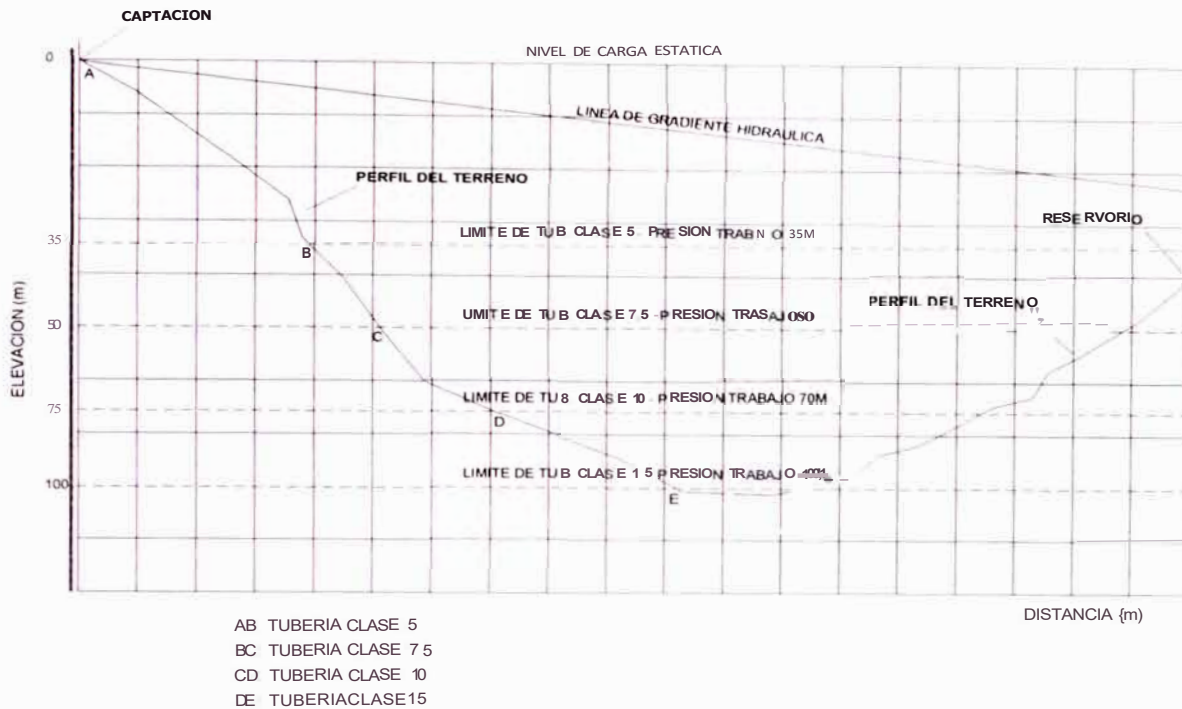 CAPTACION
NIVEL DE CARGA ESTATICA
0
A
LINEA DE GRADIENTE HIDRAULICA
PERFIL DEL TERRENO
RESERVORIO
LIMITE DE TUB CLASE 5 PRESION TRABN O 35M
35
B
PERFIL DEL TERRENO
UMITE DE TUB CLASE 7 5 -PRESION TRASAJOSO
50
C
ELEVACION (m)
LIMITE DE TU8 CLASE 10 - PRESION TRABAJO 70M
75
D
LIMITE DE TUB CLASE 1 5 PRESION TRABAJO
100
E
DISTANCIA {m)
AB TUBERIA CLASE 5
BC TUBERIA CLASE 7 5
CD TUBERIA CLASE 10
DE TUBERIACLASE15